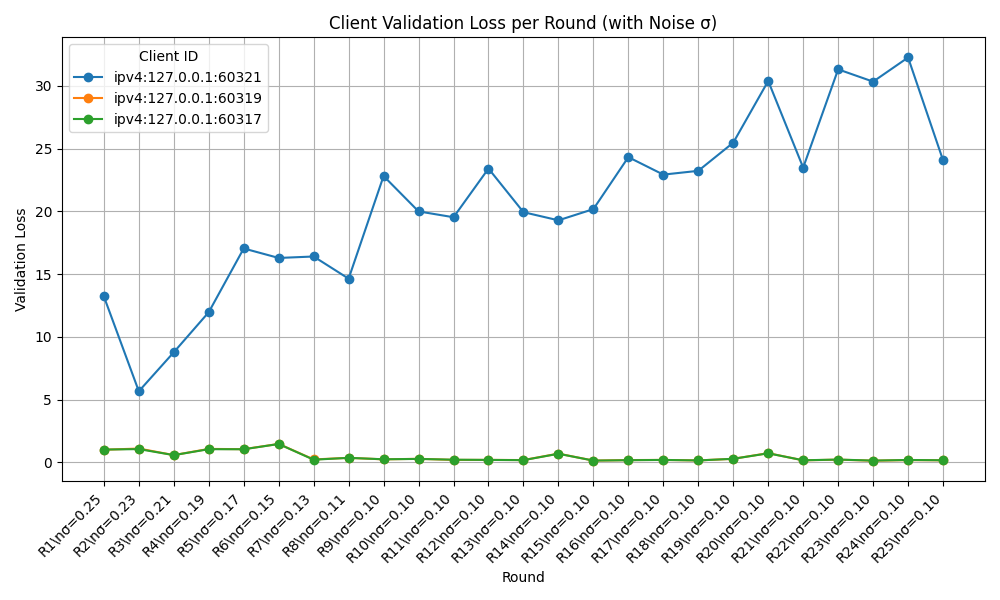 Client Validation Loss per Round (with Noise σ)
Client ID
ipv4:127.0.0.1:60321
ipv4:127.0.0.1:60319
ipv4:127.0.0.1:60317
Validation Loss
30
25
20
15
10
5
0
R1\nσ=0.25
R2\nσ=0.23
R3\nσ=0.21
R4\nσ=0.19
R5\nσ=0.17
R6\nσ=0.15
R7\nσ=0.13
R8\nσ=0.11
R9\nσ=0.10
R10\nσ=0.10
R11\nσ=0.10
R12\nσ=0.10
R13\nσ=0.10
R14\nσ=0.10
R15\nσ=0.10
R16\nσ=0.10
R17\nσ=0.10
R18\nσ=0.10
R19\nσ=0.10
R20\nσ=0.10
R21\nσ=0.10
R22\nσ=0.10
R23\nσ=0.10
R24\nσ=0.10
R25\nσ=0.10
Round